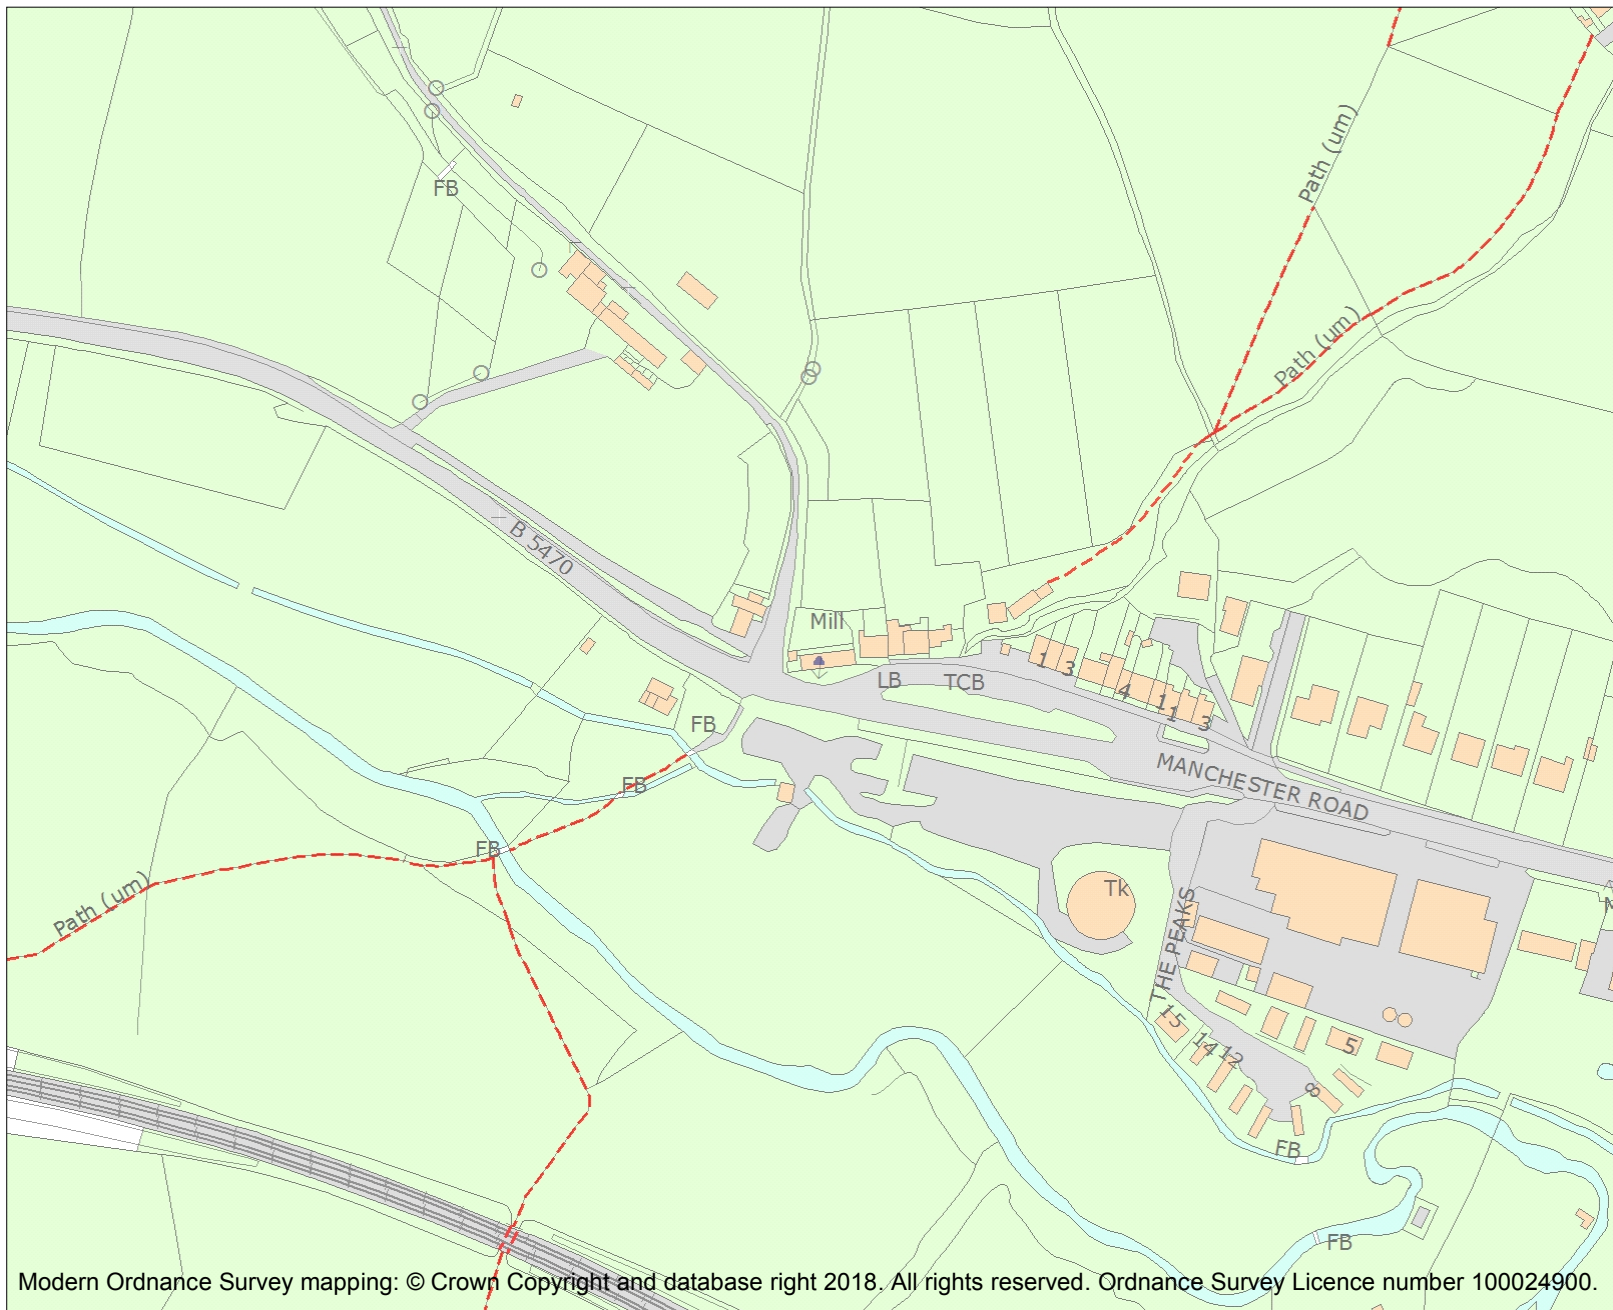 Path (um)
FB
Path (um)
B 5470
Mill
LB
TCB
1
3
4
11
1
3
FB
MANCHESTER ROAD
FB
FB
Path (um)
Tk
THE PEAKS
15
14
12
5
8
FB
FB
Modern Ordnance Survey mapping: © Crown Copyright and database right 2018. All rights reserved. Ordnance Survey Licence number 100024900.